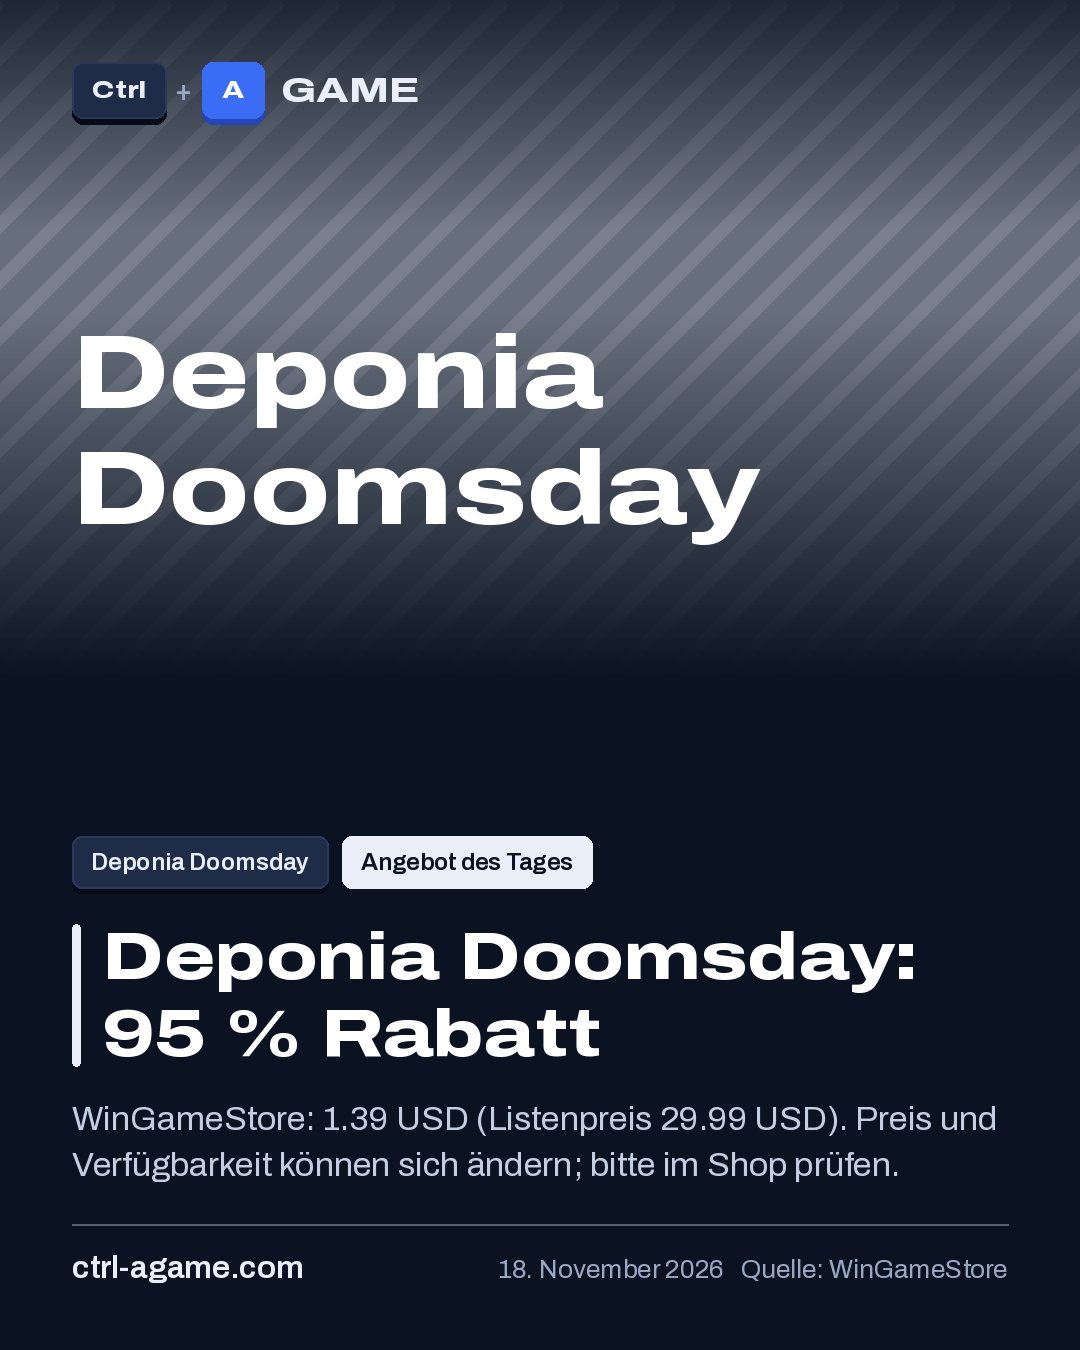 Ctrl + A GAME
Deponia
Doomsday
Deponia Doomsday Angebot des Tages
Deponia Doomsday:
95 % Rabatt
WinGameStore: 1.39 USD (Listenpreis 29.99 USD). Preis und
Verfügbarkeit können sich ändern; bitte im Shop prüfen.
ctrl-agame.com 18. November 2026 Quelle: WinGameStore